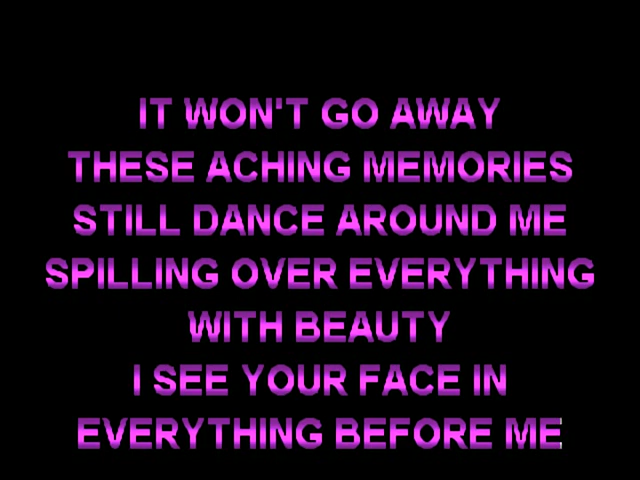 IT WON'T GO AWAY
THESE ACHING MEMORIES
STILL DANCE AROUND ME
SPILLING OVER EVERYTHING
WITH BEAUTY
I SEE YOUR FACE IN
EVERYTHING BEFORE ME